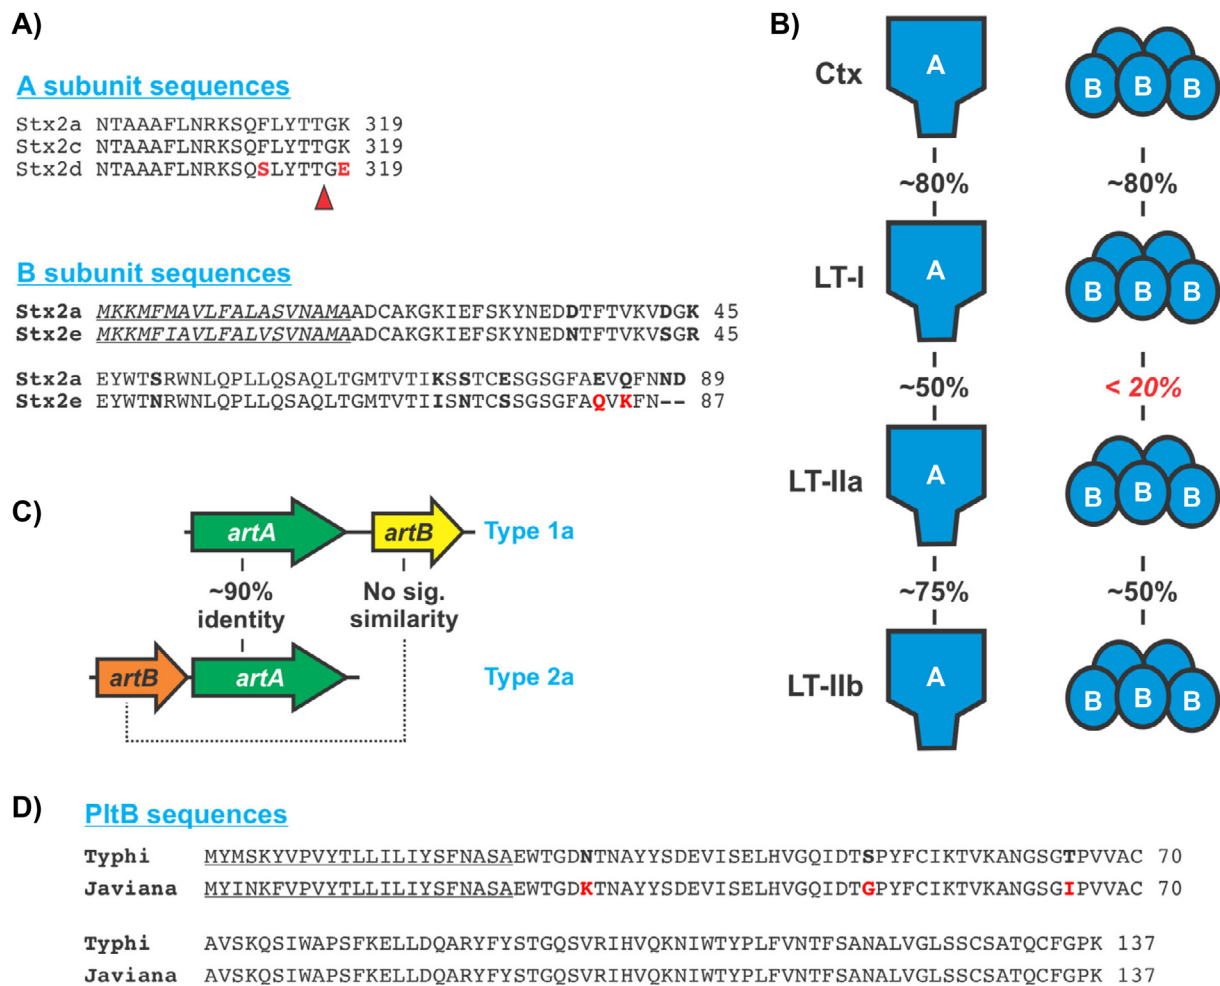 A)
A subunit sequences
Stx2a NTAAAFLNRKSQFLYTTGK 319
Stx2c NTAAAFLNRKSQFLYTTGK 319
Stx2d NTAAAFLNRKSQSLYTTGE 319
B subunit sequences
Stx2a MKKMFMAVLFALASVNAMAADCAKGKIEFSKYNEDDTFTVKVDGK 45
Stx2e MKKMFIAVLFALVSVNAMAADCAKGKIEFSKYNEDNTFTVKVSGR 45
Stx2a EYWTSRWNLQPLLQSAQLTGMTVTIKSSTCESGSGFAEVQFNND 89
Stx2e EYWTNRWNLQPLLQSAQLTGMTVTIISNTCSSGSGFAQVKFN-- 87
B)
Ctx
A
B B B
~80%
~80%
LT-I
A
B B B
~50%
< 20%
LT-IIa
A
B B B
~75%
~50%
LT-IIb
A
B B B
C)
artA
artB
Type 1a
~90%
identity
No sig.
similarity
artB
artA
Type 2a
D)
PltB sequences
Typhi MYMSKYVPVYTLLILIYSFNASAEWTGDNTNAYYSDEVISELHVGQIDTSPYFCIKTVKANGSGTPVVAC 70
Javiana MYINKFVPVYTLLILIYSFNASAEWTGDKTNAYYSDEVISELHVGQIDTGPYFCIKTVKANGSGIPVVAC 70
Typhi AVSKQSIWAPSFKELLDQARYFYSTGQSVRIHVQKNIWTYPLFVNTFSANALVGLSSCSATQCFGPK 137
Javiana AVSKQSIWAPSFKELLDQARYFYSTGQSVRIHVQKNIWTYPLFVNTFSANALVGLSSCSATQCFGPK 137